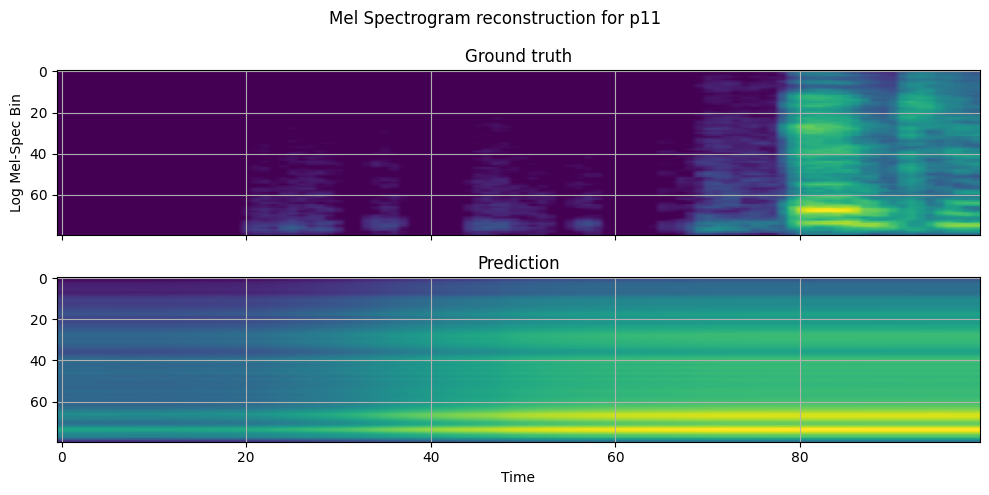 Mel Spectrogram reconstruction for p11
Ground truth
Log Mel-Spec Bin
0
20
40
60
Prediction
0
20
40
60
0 20 40 60 80
Time